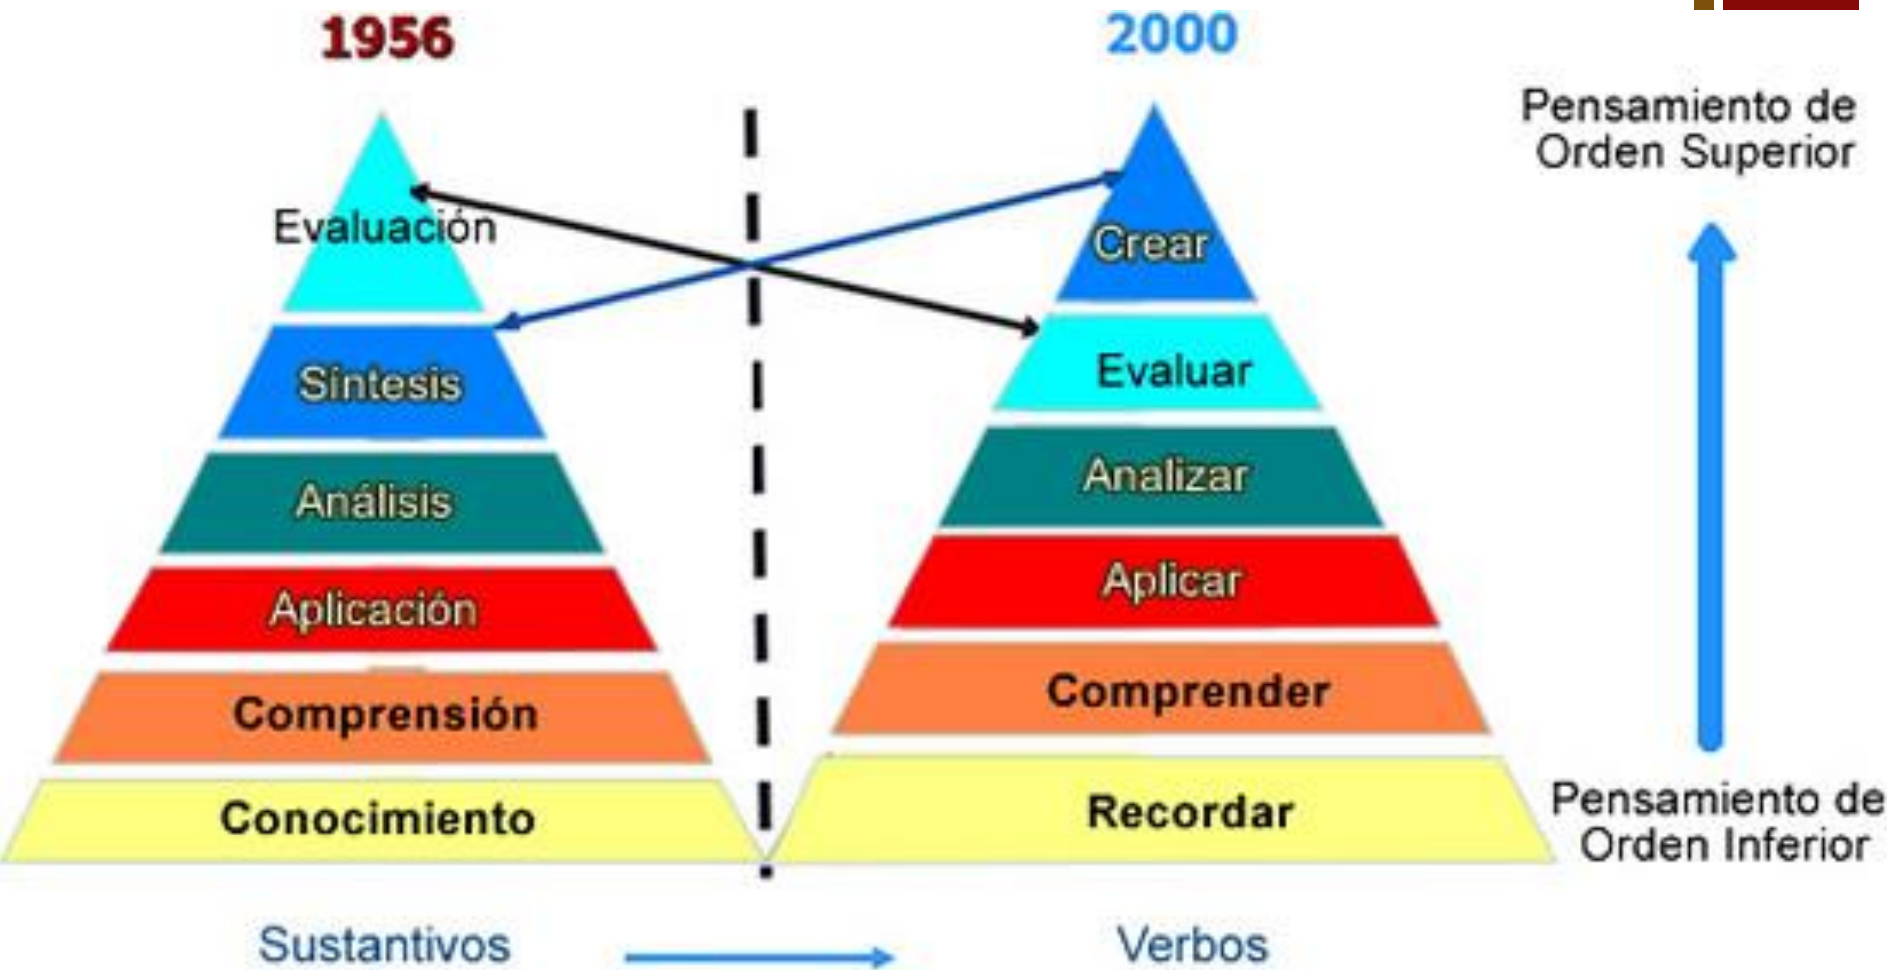 1956
Evaluación
Síntesis
Análisis
Aplicación
Comprensión
Conocimiento
Sustantivos
2000
Crear
Evaluar
Analizar
Aplicar
Comprender
Recordar
Verbos
Pensamiento de
Orden Superior
Pensamiento de
Orden Inferior